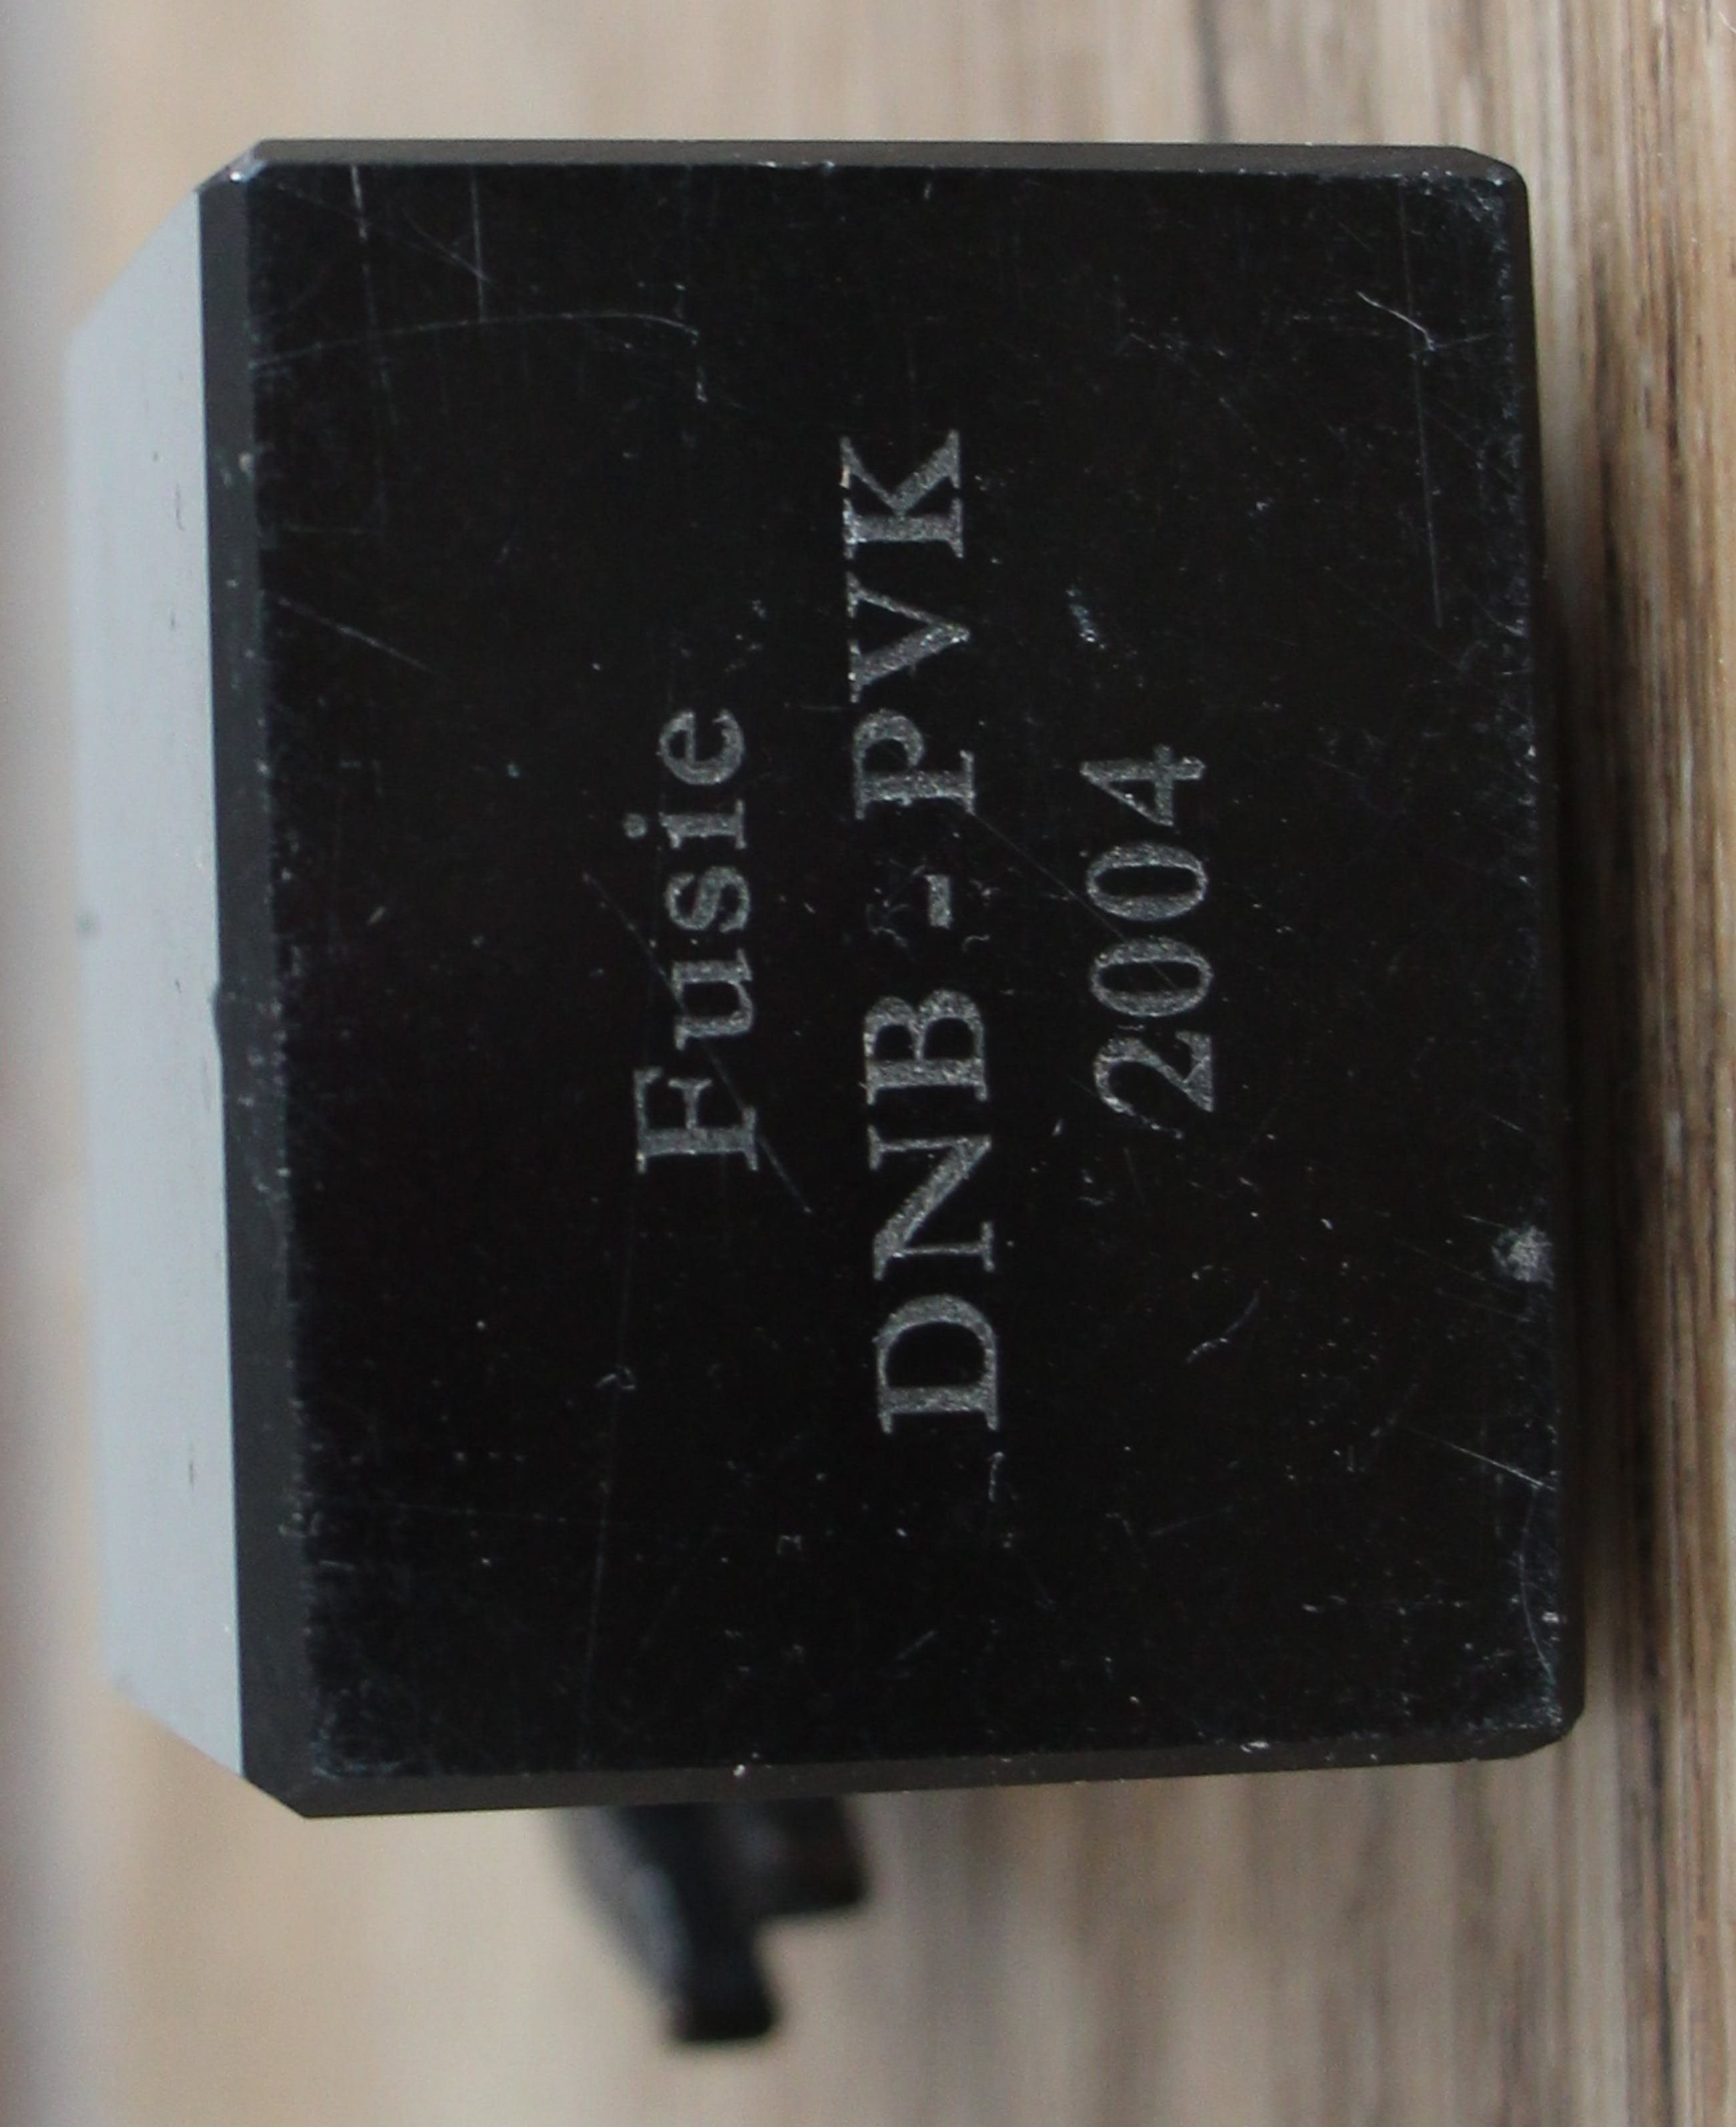 Fusie
DNB - PVK
2004